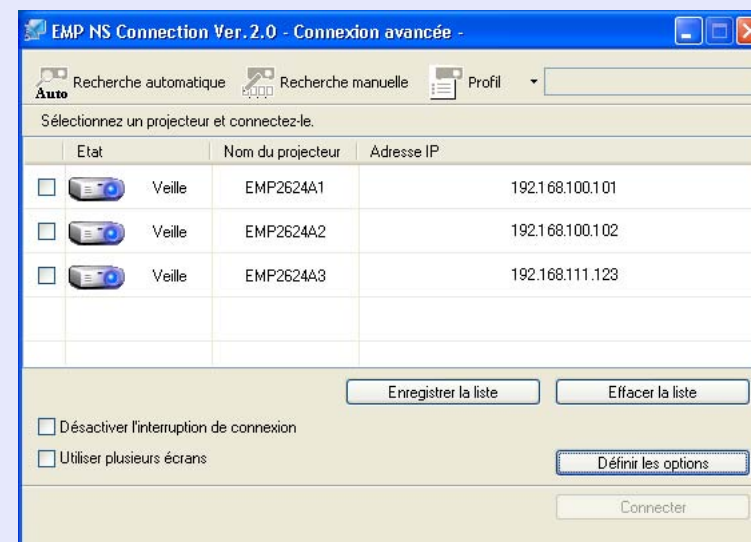 EMP NS Connection Ver.2.0 - Connexion avancée -
Auto Recherche automatique Recherche manuelle Profil
Sélectionnez un projecteur et connectez-le.
Etat Nom du projecteur Adresse IP
Veille EMP2624A1 192.168.100.101
Veille EMP2624A2 192.168.100.102
Veille EMP2624A3 192.168.111.123
Enregistrer la liste Effacer la liste
Désactiver l'interruption de connexion
Utiliser plusieurs écrans
Définir les options
Connecter